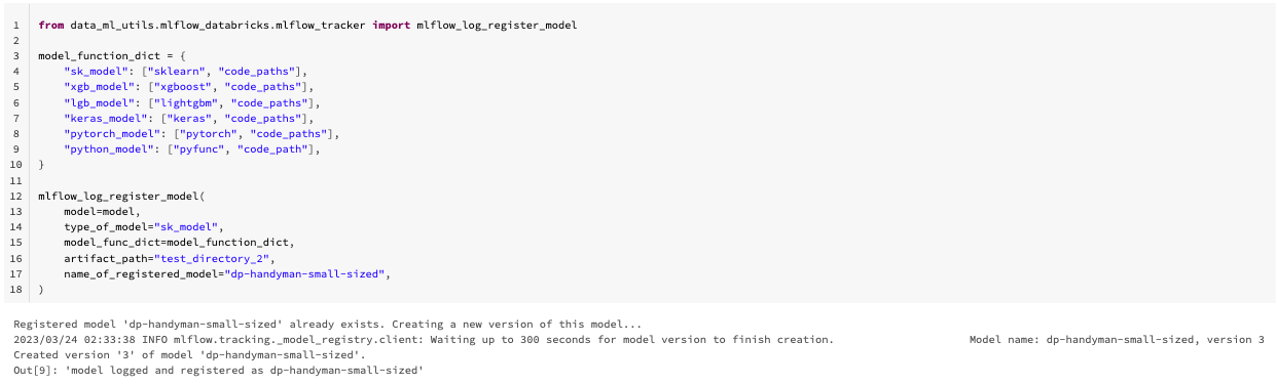 1 from data_ml_utils.mlflow_databricks.mlflow_tracker import mlflow_log_register_model
2
3 model_function_dict = {
4     "sk_model": ["sklearn", "code_paths"],
5     "xgb_model": ["xgboost", "code_paths"],
6     "lgb_model": ["lightgbm", "code_paths"],
7     "keras_model": ["keras", "code_paths"],
8     "pytorch_model": ["pytorch", "code_paths"],
9     "python_model": ["pyfunc", "code_path"],
10 }
11
12 mlflow_log_register_model(
13     model=model,
14     type_of_model="sk_model",
15     model_func_dict=model_function_dict,
16     artifact_path="test_directory_2",
17     name_of_registered_model="dp-handyman-small-sized",
18 )
Registered model 'dp-handyman-small-sized' already exists. Creating a new version of this model...
2023/03/24 02:33:38 INFO mlflow.tracking._model_registry.client: Waiting up to 300 seconds for model version to finish creation. Model name: dp-handyman-small-sized, version 3
Created version '3' of model 'dp-handyman-small-sized'.
Out[9]: 'model logged and registered as dp-handyman-small-sized'